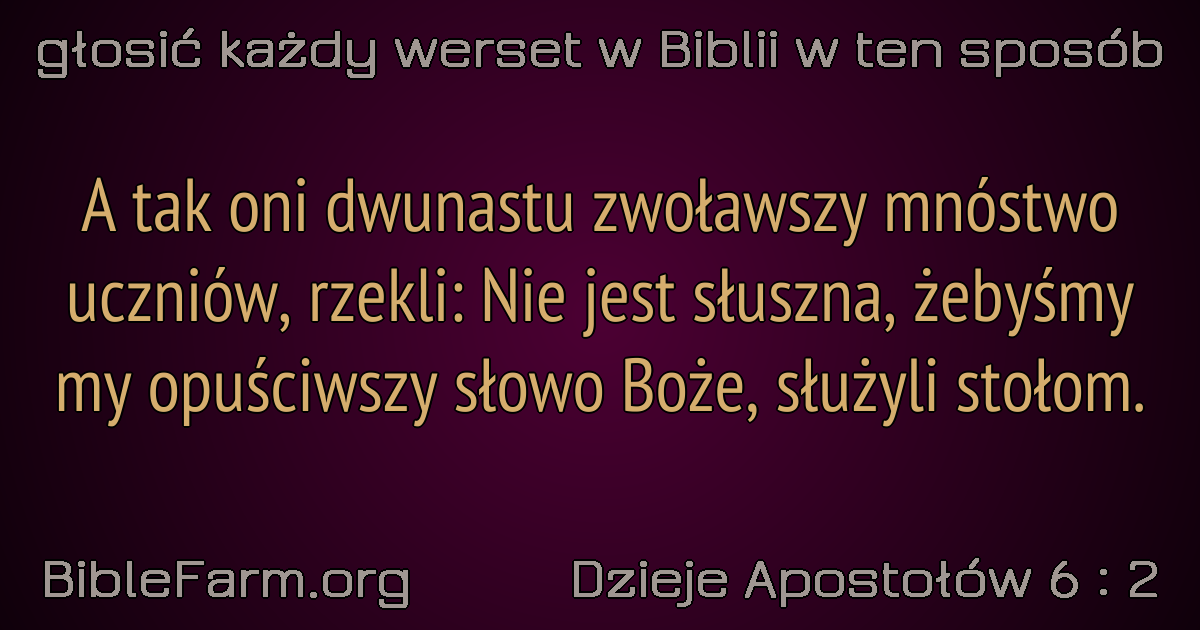 głosić każdy werset w Biblii w ten sposób
A tak oni dwunastu zwoławszy mnóstwo
uczniów, rzekli: Nie jest słuszna, żebyśmy
my opuściwszy słowo Boże, służyli stołom.
BibleFarm.org
Dzieje Apostołów 6 : 2